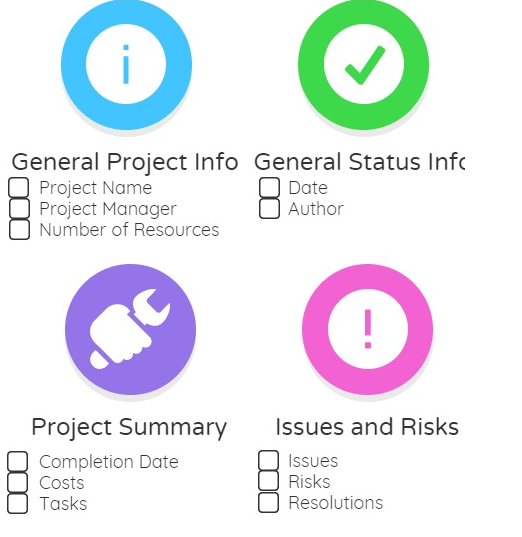 General Project Info
Project Name
Project Manager
Number of Resources
General Status Info
Date
Author
Project Summary
Completion Date
Costs
Tasks
Issues and Risks
Issues
Risks
Resolutions